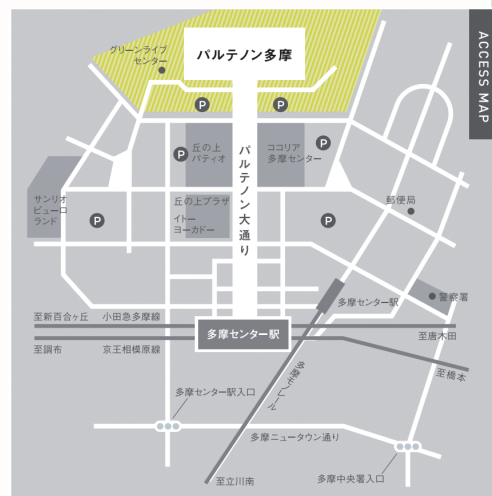 ACCESS MAP
グリーンライブ
センター
パルテノン多摩
P
P
P
P
丘の上
パティオ
ココリア
多摩センター
パルテノン大通り
サンリオ
ピューロ
ランド
P
丘の上プラザ
イトー
ヨーカドー
P
郵便局
多摩センター駅
警察署
至新百合ヶ丘
小田急多摩線
多摩センター駅
至唐木田
至調布
京王相模原線
至橋本
多摩モノレール
多摩センター駅入口
多摩ニュータウン通り
至立川南
多摩中央署入口